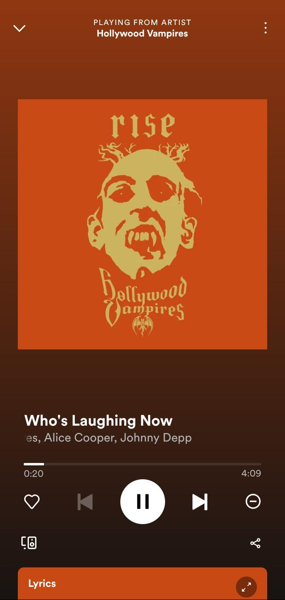 PLAYING FROM ARTIST
Hollywood Vampires
rise
Hollywood
Vampires
Who's Laughing Now
es, Alice Cooper, Johnny Depp
0:20
4:09
Lyrics